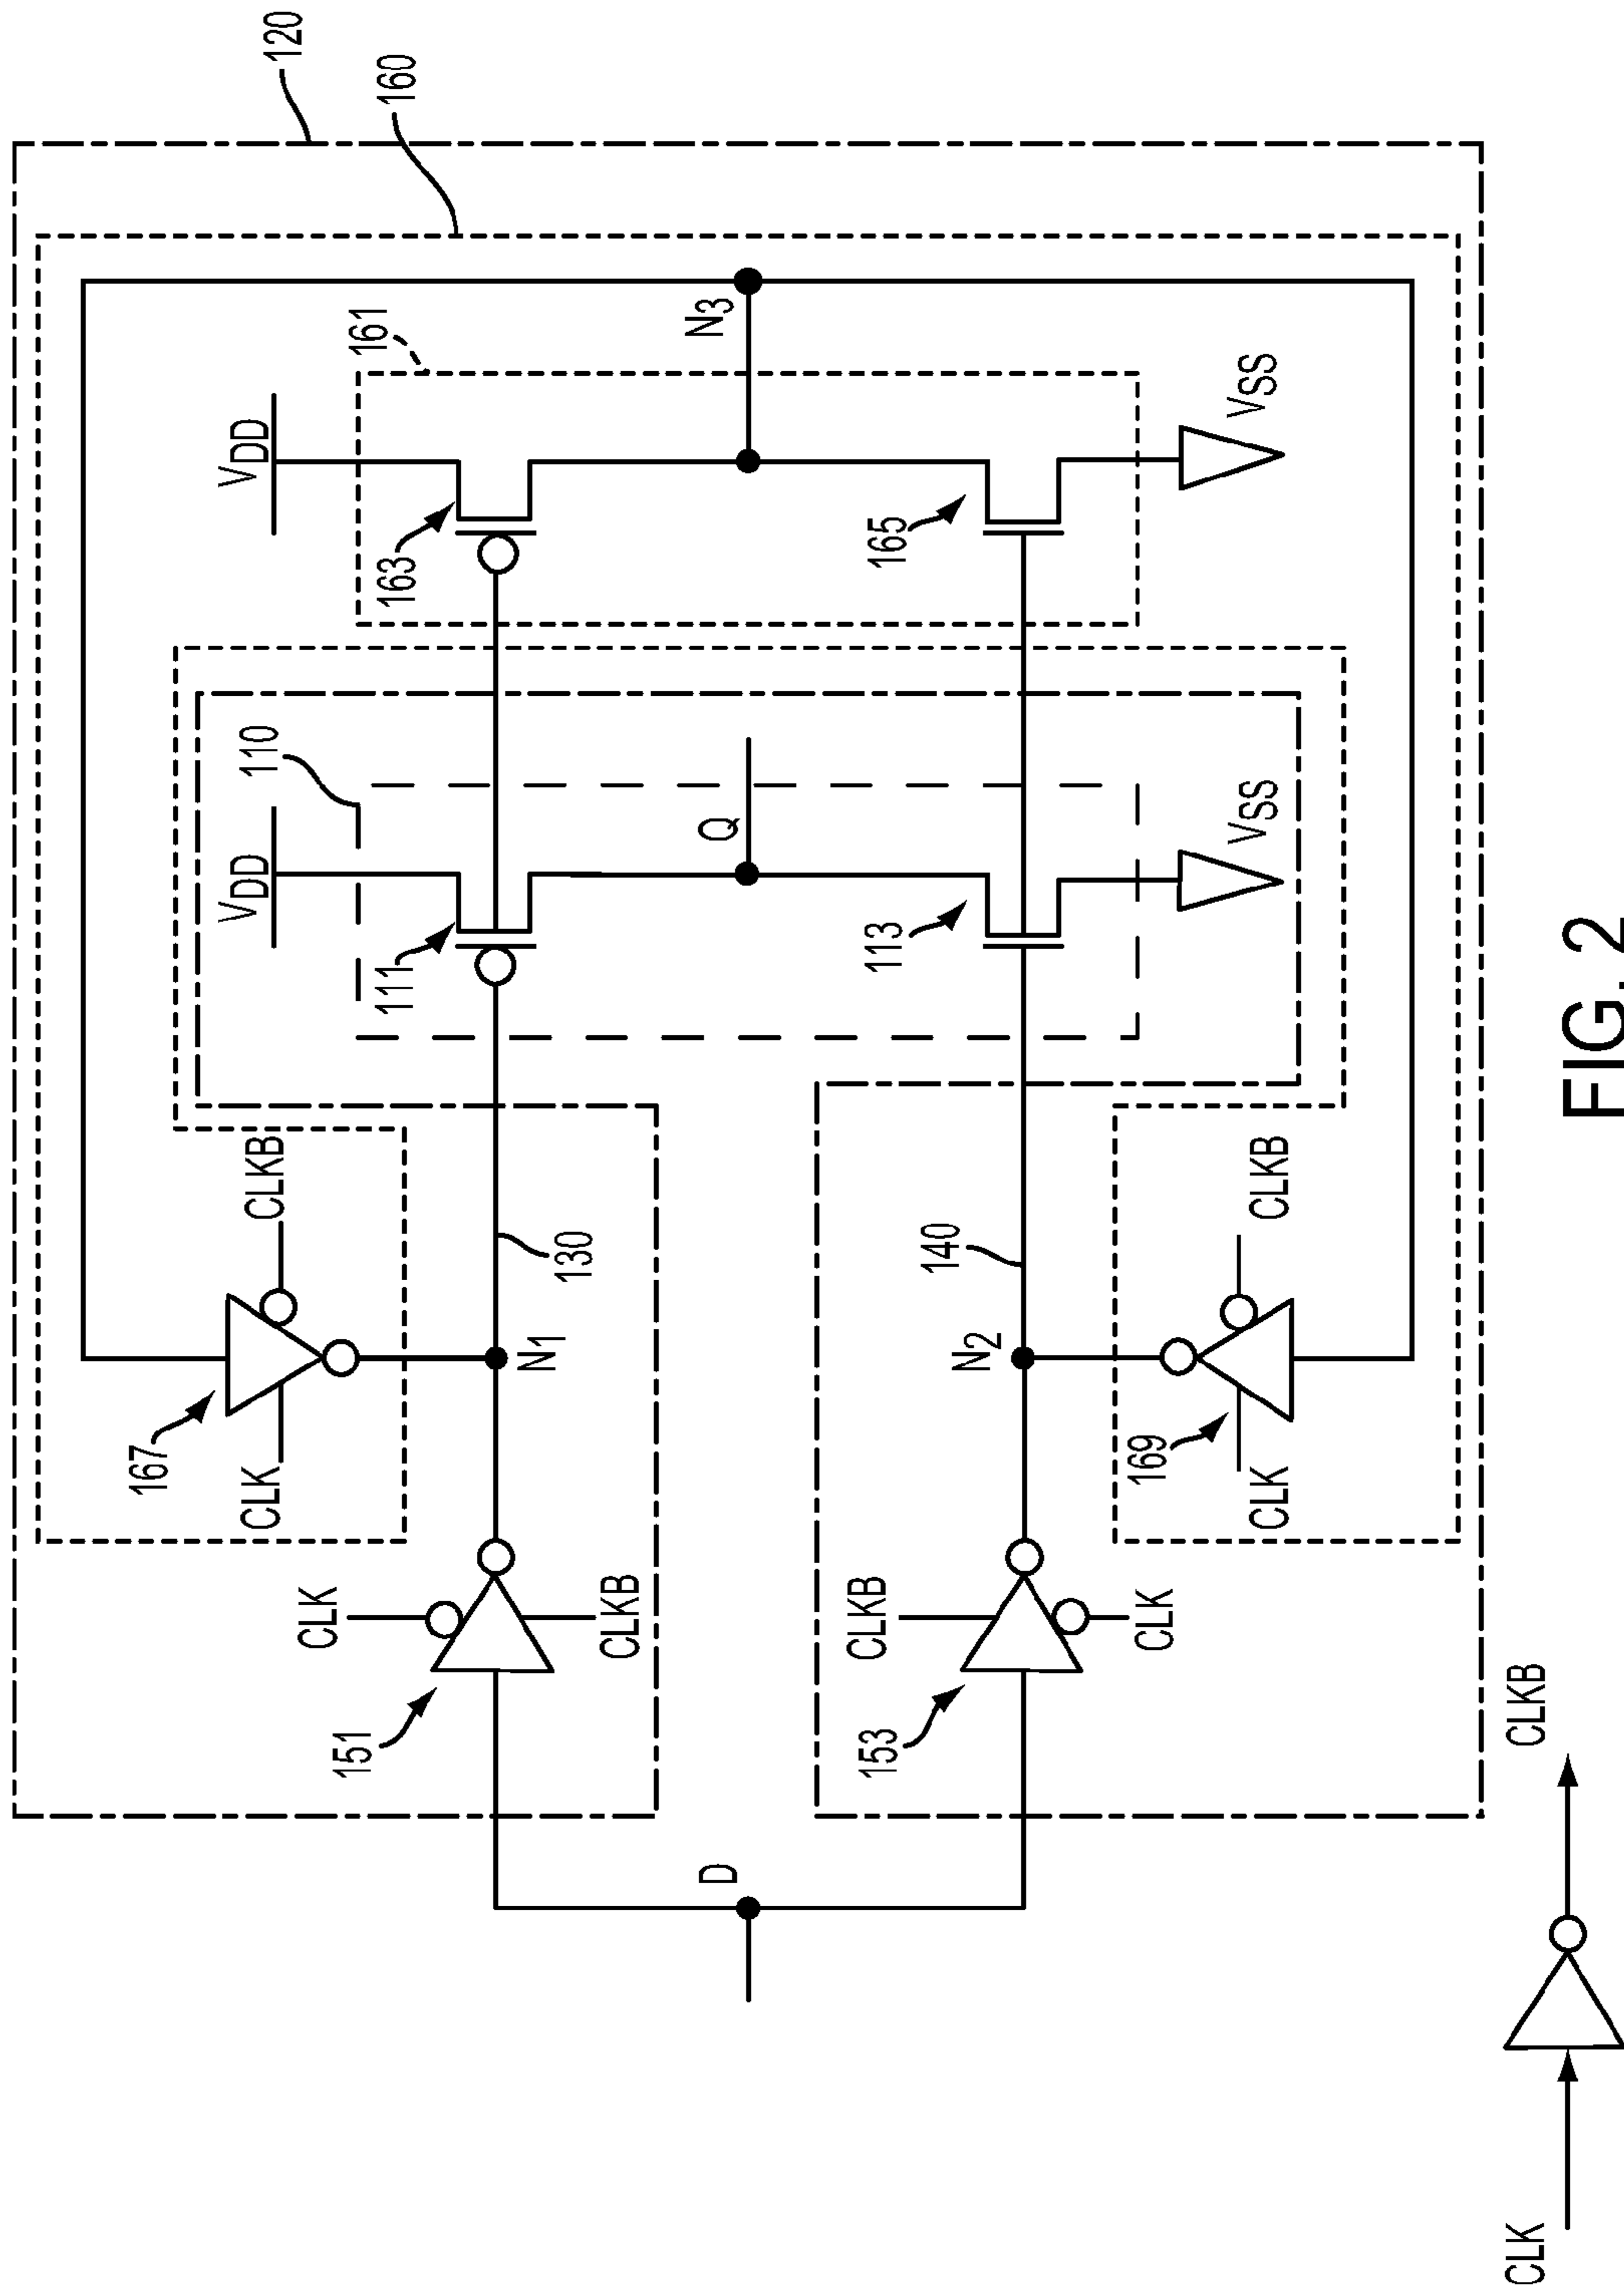 120
160
161
VDD
VDD
110
N3
163
165
VSS
111
Q
113
VSS
167
CLK
CLKB
130
N1
140
N2
169
CLK
CLKB
CLK
151
CLKB
CLKB
153
CLK
D
CLK
CLKB
FIG. 2